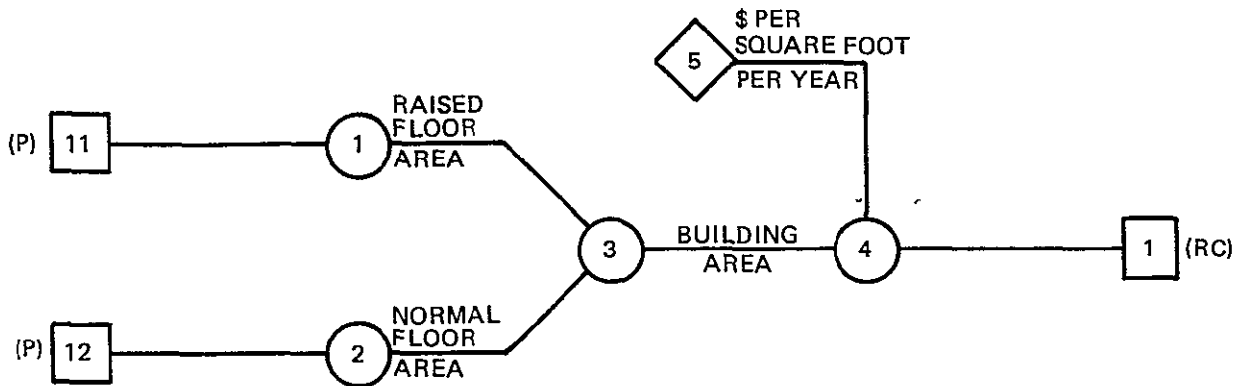 $ PER
SQUARE FOOT
PER YEAR
5
RAISED
FLOOR
AREA
(P) 11
1
3
BUILDING
AREA
4
1 (RC)
NORMAL
FLOOR
AREA
(P) 12
2